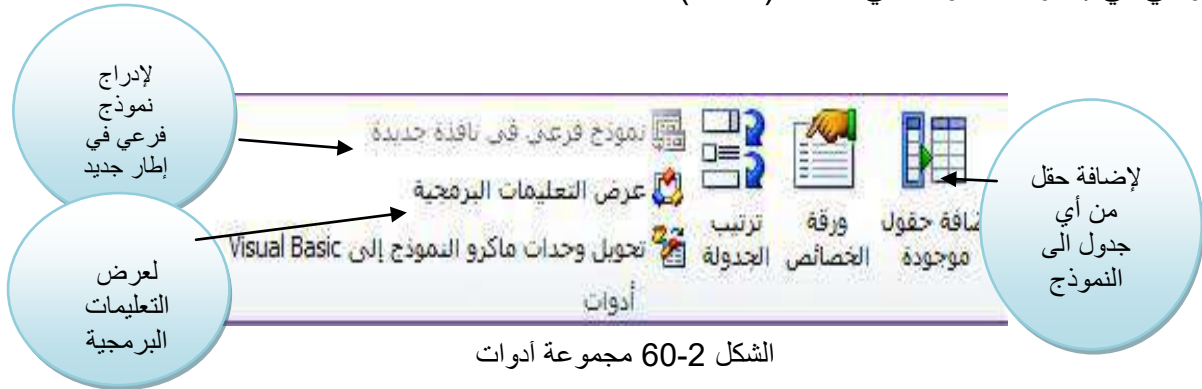 لإدراج
نموذج
فرعي في
إطار جديد
لعرض
التعليمات
البرمجية
لإضافة حقل
من أي
جدول الى
النموذج
ضافة حقول
موجودة
ورقة
الخصائص
ترتيب
الجدولة
نموذج فرعي في نافذة جديدة
عرض التعليمات البرمجية
تحويل وحدات ماكرو النموذج إلى Visual Basic
أدوات
الشكل 2-60 مجموعة أدوات